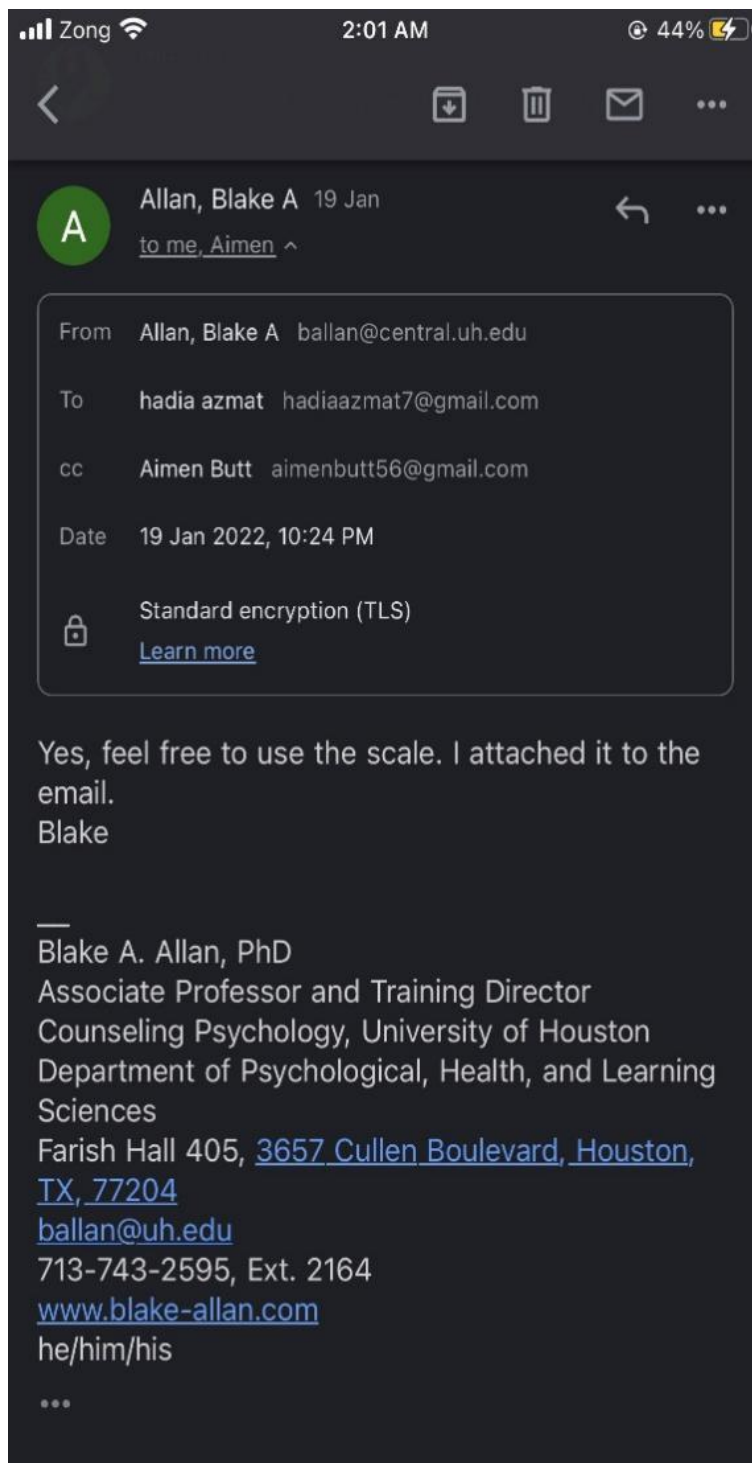 Zong 2:01 AM 44%
A Allan, Blake A 19 Jan
to me, Aimen
From Allan, Blake A ballan@central.uh.edu
To hadia azmat hadiaazmat7@gmail.com
cc Aimen Butt aimenbutt56@gmail.com
Date 19 Jan 2022, 10:24 PM
Standard encryption (TLS)
Learn more
Yes, feel free to use the scale. I attached it to the
email.
Blake
__
Blake A. Allan, PhD
Associate Professor and Training Director
Counseling Psychology, University of Houston
Department of Psychological, Health, and Learning
Sciences
Farish Hall 405, 3657 Cullen Boulevard, Houston,
TX, 77204
ballan@uh.edu
713-743-2595, Ext. 2164
www.blake-allan.com
he/him/his